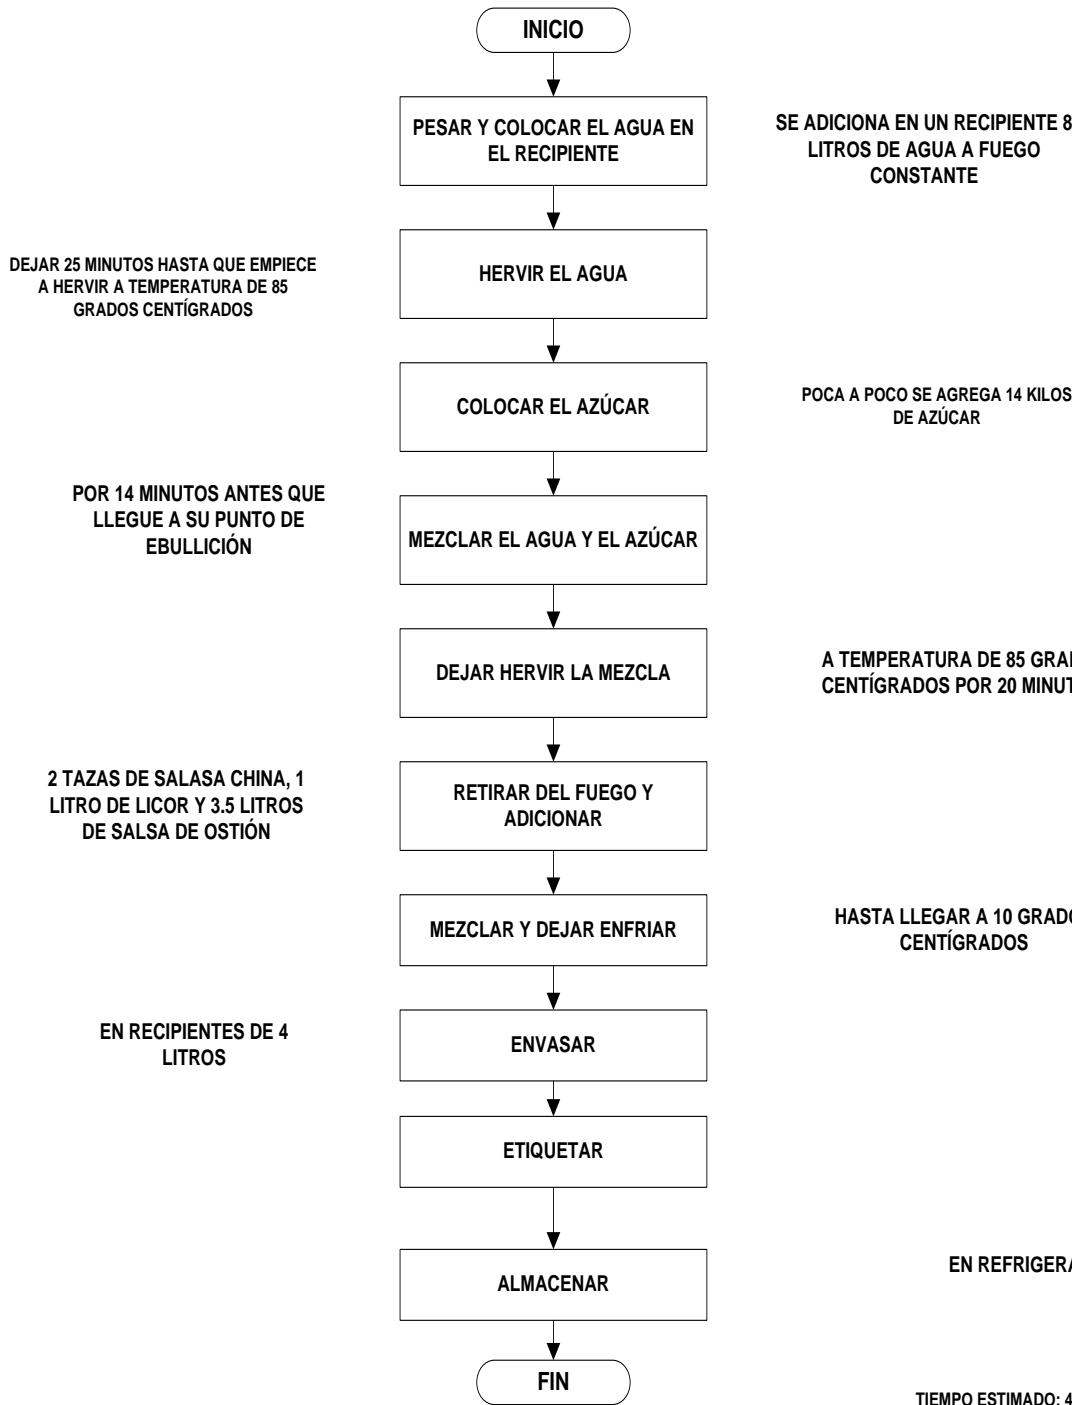 INICIO
PESAR Y COLOCAR EL AGUA EN
EL RECIPIENTE
SE ADICIONA EN UN RECIPIENTE 8
LITROS DE AGUA A FUEGO
CONSTANTE
DEJAR 25 MINUTOS HASTA QUE EMPIECE
A HERVIR A TEMPERATURA DE 85
GRADOS CENTÍGRADOS
HERVIR EL AGUA
COLOCAR EL AZÚCAR
POCA A POCO SE AGREGA 14 KILOS
DE AZÚCAR
POR 14 MINUTOS ANTES QUE
LLEGUE A SU PUNTO DE
EBULLICIÓN
MEZCLAR EL AGUA Y EL AZÚCAR
DEJAR HERVIR LA MEZCLA
A TEMPERATURA DE 85
CENTÍGRADOS POR 20
2 TAZAS DE SALASA CHINA, 1
LITRO DE LICOR Y 3.5 LITROS
DE SALSA DE OSTIÓN
RETIRAR DEL FUEGO Y
ADICIONAR
MEZCLAR Y DEJAR ENFRIAR
HASTA LLEGAR A 10
CENTÍGRADOS
EN RECIPIENTES DE 4
LITROS
ENVASAR
ETIQUETAR
ALMACENAR
EN
FIN
TIEMPO ESTIMADO: 4